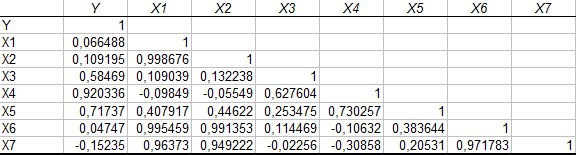 Y X1 X2 X3 X4 X5 X6 X7
Y 1
X1 0,066488 1
X2 0,109195 0,998676 1
X3 0,58469 0,109039 0,132238 1
X4 0,920336 -0,09849 -0,05549 0,627604 1
X5 0,71737 0,407917 0,44622 0,253475 0,730257 1
X6 0,04747 0,995459 0,991353 0,114469 -0,10632 0,383644 1
X7 -0,15235 0,96373 0,949222 -0,02256 -0,30858 0,20531 0,971783 1